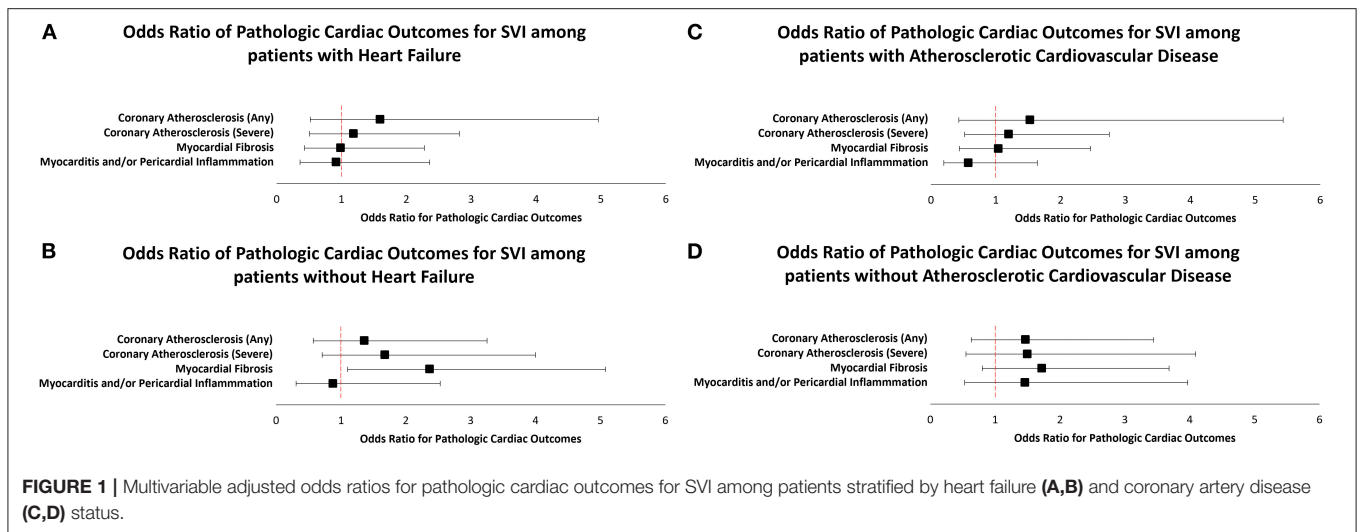 A
Odds Ratio of Pathologic Cardiac Outcomes for SVI among
patients with Heart Failure
Coronary Atherosclerosis (Any)
Coronary Atherosclerosis (Severe)
Myocardial Fibrosis
Myocarditis and/or Pericardial Inflammmation
0 1 2 3 4 5 6
Odds Ratio for Pathologic Cardiac Outcomes
B
Odds Ratio of Pathologic Cardiac Outcomes for SVI among
patients without Heart Failure
Coronary Atherosclerosis (Any)
Coronary Atherosclerosis (Severe)
Myocardial Fibrosis
Myocarditis and/or Pericardial Inflammmation
0 1 2 3 4 5 6
Odds Ratio for Pathologic Cardiac Outcomes
C
Odds Ratio of Pathologic Cardiac Outcomes for SVI among
patients with Atherosclerotic Cardiovascular Disease
Coronary Atherosclerosis (Any)
Coronary Atherosclerosis (Severe)
Myocardial Fibrosis
Myocarditis and/or Pericardial Inflammmation
0 1 2 3 4 5 6
Odds Ratio for Pathologic Cardiac Outcomes
D
Odds Ratio of Pathologic Cardiac Outcomes for SVI among
patients without Atherosclerotic Cardiovascular Disease
Coronary Atherosclerosis (Any)
Coronary Atherosclerosis (Severe)
Myocardial Fibrosis
Myocarditis and/or Pericardial Inflammmation
0 1 2 3 4 5 6
Odds Ratio for Pathologic Cardiac Outcomes
FIGURE 1 | Multivariable adjusted odds ratios for pathologic cardiac outcomes for SVI among patients stratified by heart failure (A,B) and coronary artery disease
(C,D) status.